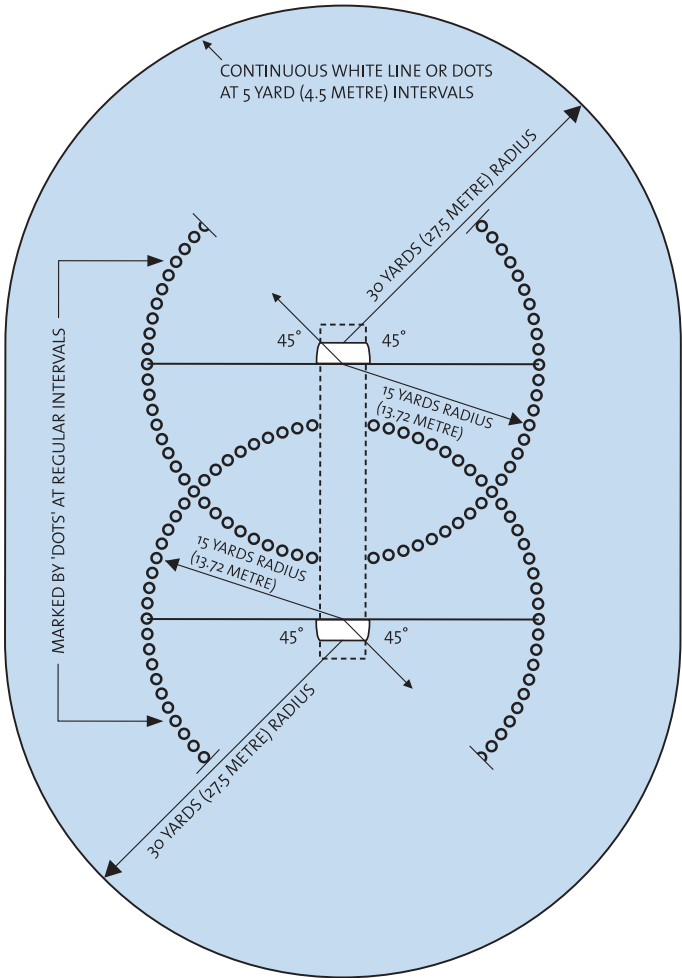 CONTINUOUS WHITE LINE OR DOTS
AT 5 YARD (4.5 METRE) INTERVALS
30 YARDS (27.5 METRE) RADIUS
45°
45°
15 YARDS RADIUS
(13.72 METRE)
MARKED BY 'DOTS' AT REGULAR INTERVALS
15 YARDS RADIUS
(13.72 METRE)
45°
45°
30 YARDS (27.5 METRE) RADIUS